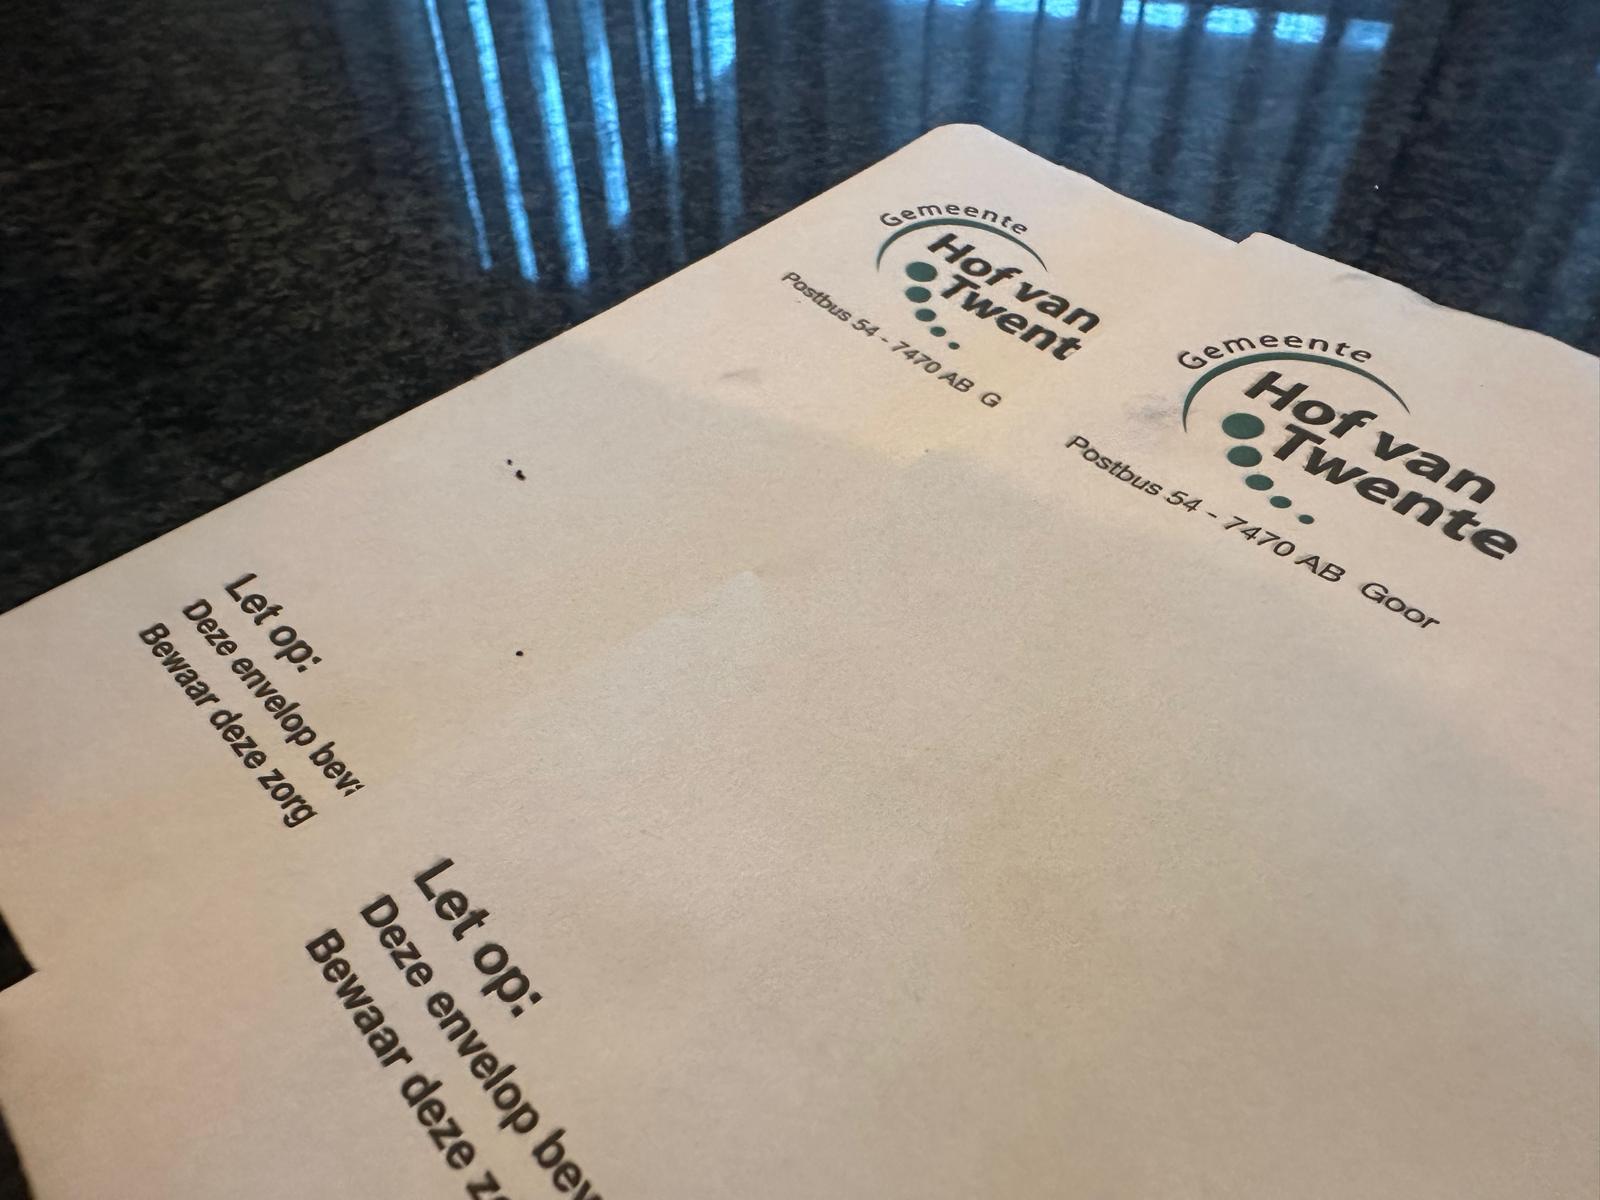 Gemeente
Hof van
Twent
Postbus 54 - 7470 AB G
Gemeente
Hof van
Twente
Postbus 54 - 7470 AB Goor
Let op:
Deze envelop
Bewaar deze zorg
Let op:
Deze envelop bev
Bewaar deze